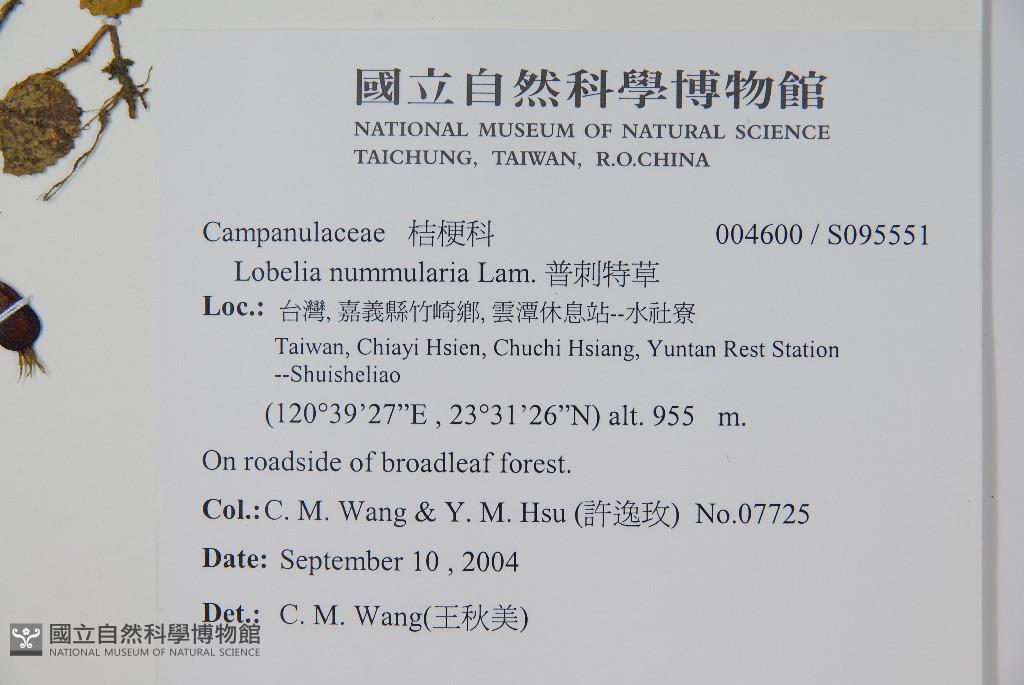 國立自然科學博物館
NATIONAL MUSEUM OF NATURAL SCIENCE
TAICHUNG, TAIWAN, R.O.CHINA
Campanulaceae 桔梗科 004600 / S095551
Lobelia nummularia Lam. 普刺特草
Loc.: 台灣, 嘉義縣竹崎鄉, 雲潭休息站--水社寮
Taiwan, Chiayi Hsien, Chuchi Hsiang, Yuntan Rest Station
--Shuisheliao
(120°39’27”E , 23°31’26”N) alt. 955 m.
On roadside of broadleaf forest.
Col.: C. M. Wang & Y. M. Hsu (許逸玫) No.07725
Date: September 10 , 2004
Det.: C. M. Wang(王秋美)
國立自然科學博物館
NATIONAL MUSEUM OF NATURAL SCIENCE